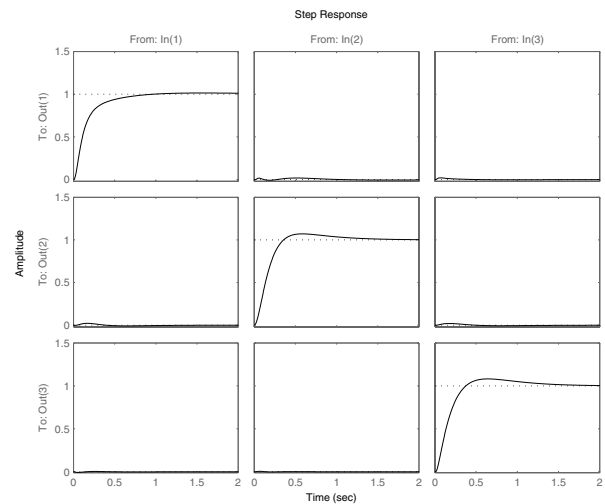 Step Response
From: In(1) From: In(2) From: In(3)
Amplitude
To: Out(1)
1.5
1
0.5
0
To: Out(2)
1.5
1
0.5
0
To: Out(3)
1.5
1
0.5
0
0 0.5 1 1.5 2 0 0.5 1 1.5 2 0 0.5 1 1.5 2
Time (sec)